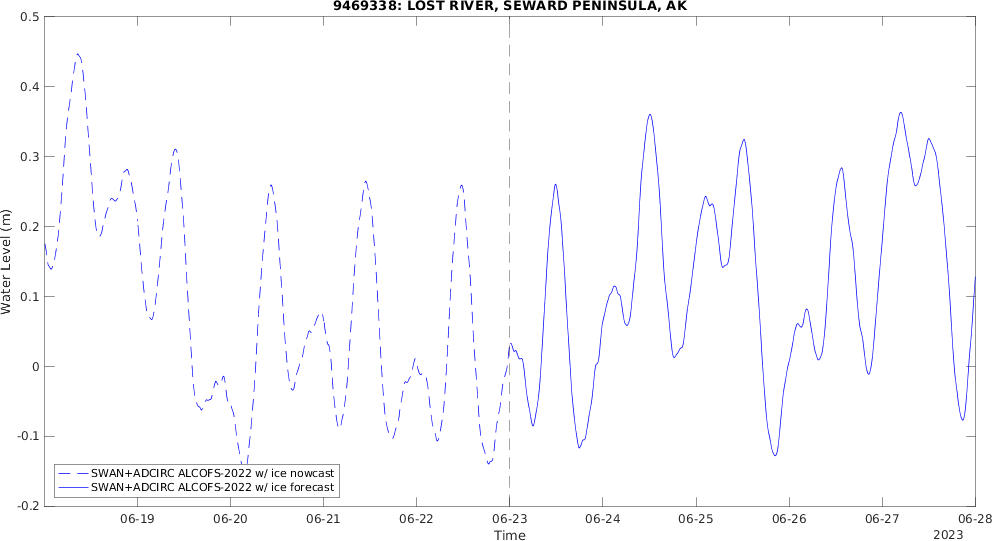 9469338: LOST RIVER, SEWARD PENINSULA, AK
0.5
0.4
0.3
0.2
0.1
0
-0.1
-0.2
Water Level (m)
SWAN+ADCIRC ALCOFS-2022 w/ ice nowcast
SWAN+ADCIRC ALCOFS-2022 w/ ice forecast
06-19 06-20 06-21 06-22 06-23 06-24 06-25 06-26 06-27 06-28
Time
2023